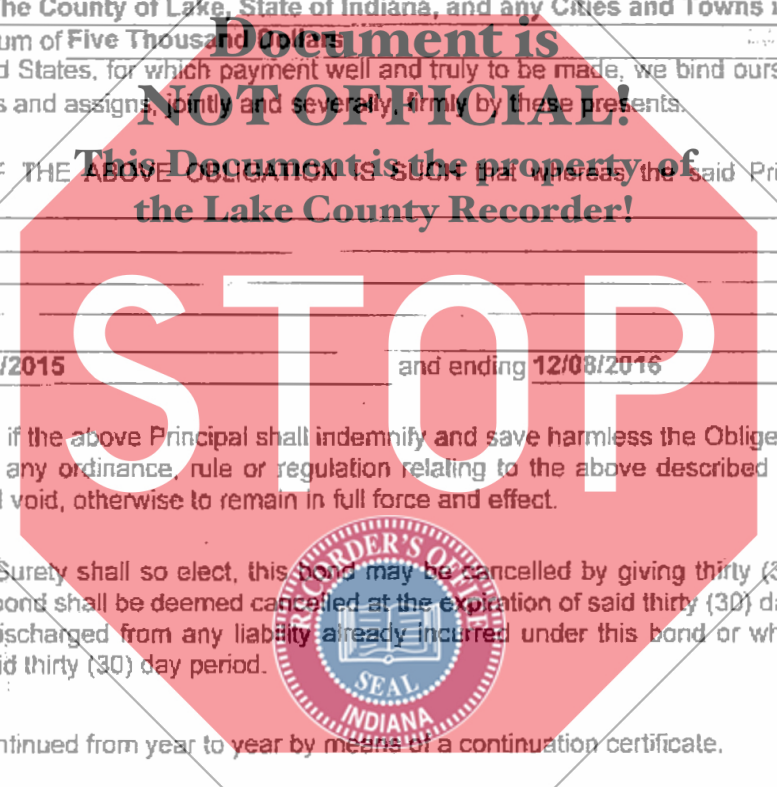 the County of Lake, State of Indiana, and any Cities and Towns
um of Five Thousand Dollars
Document is
d States, for which payment well and truly to be made, we bind ours
s and assigns, jointly and severally, firmly by these presents.
NOT OFFICIAL!
THE ABOVE OBLIGATION IS SUCH that whereas the said Pri
This Document is the property of
the Lake County Recorder!
STOP
/2015 and ending 12/08/2016
if the above Principal shall indemnify and save harmless the Oblige
any ordinance, rule or regulation relating to the above described
void, otherwise to remain in full force and effect.
Surety shall so elect, this bond may be cancelled by giving thirty (3
bond shall be deemed cancelled at the expiration of said thirty (30) da
ischarged from any liability already incurred under this bond or wh
id thirty (30) day period.
RECORDER'S OFFICE
SEAL
INDIANA
ntinued from year to year by means of a continuation certificate.